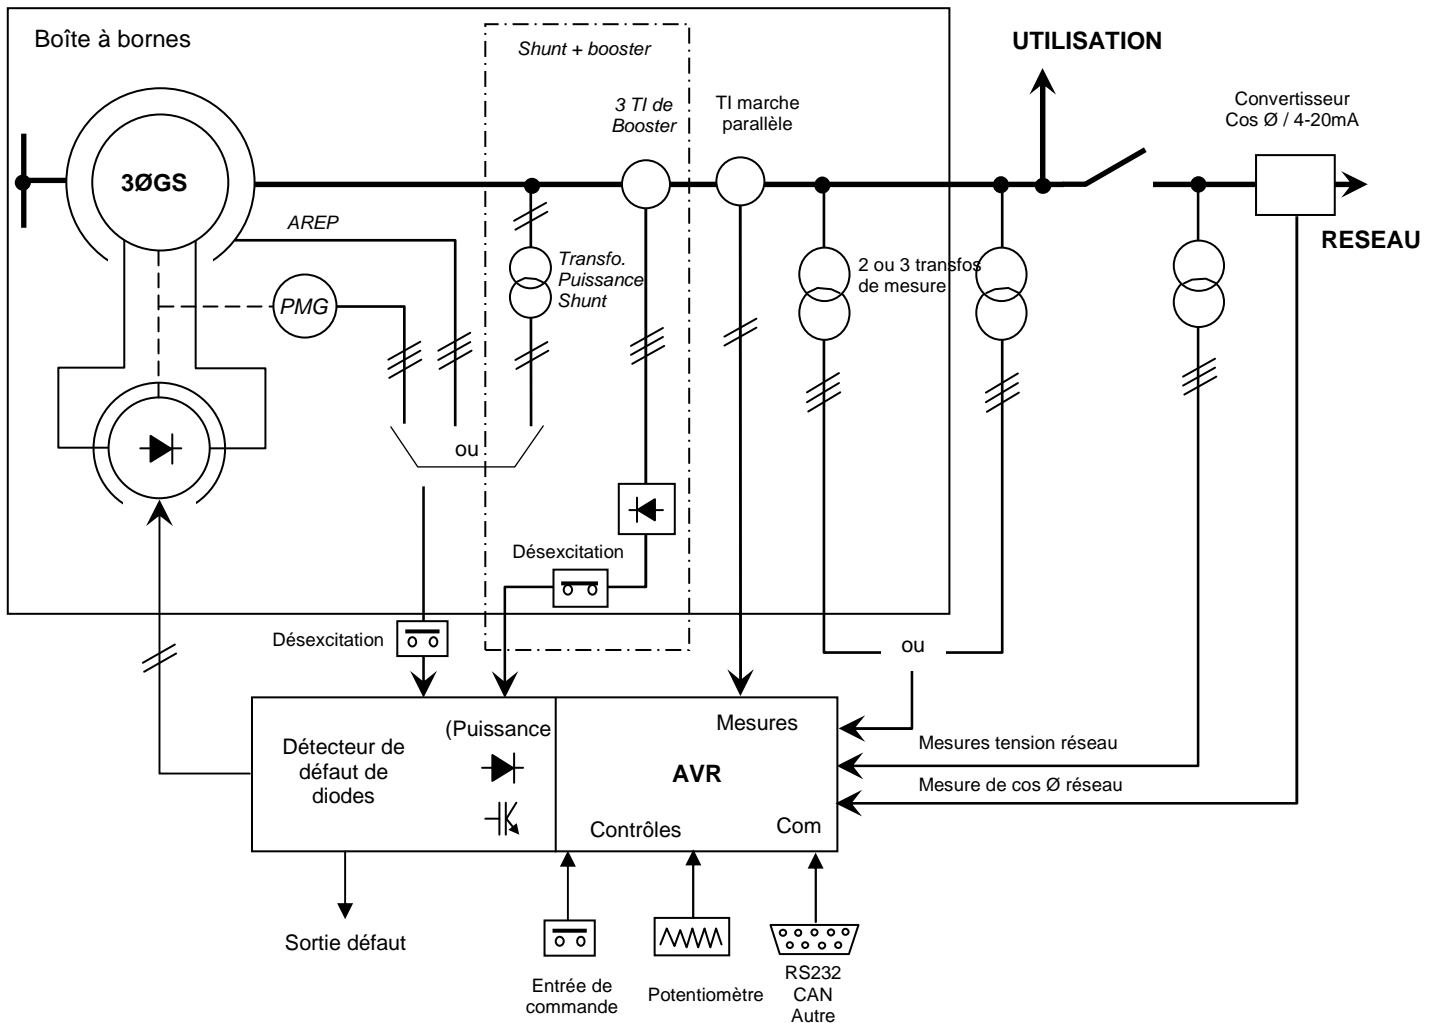 Boîte à bornes
Shunt + booster
UTILISATION
3 TI de
Booster
TI marche
parallèle
Convertisseur
Cos Ø / 4-20mA
3ØGS
AREP
RESEAU
Transfo.
Puissance
Shunt
2 ou 3 transfos
de mesure
PMG
ou
Désexcitation
Désexcitation
ou
Détecteur de
défaut de
diodes
(Puissance
Mesures
AVR
Contrôles
Com
Mesures tension réseau
Mesure de cos Ø réseau
Sortie défaut
Entrée de
commande
Potentiomètre
RS232
CAN
Autre